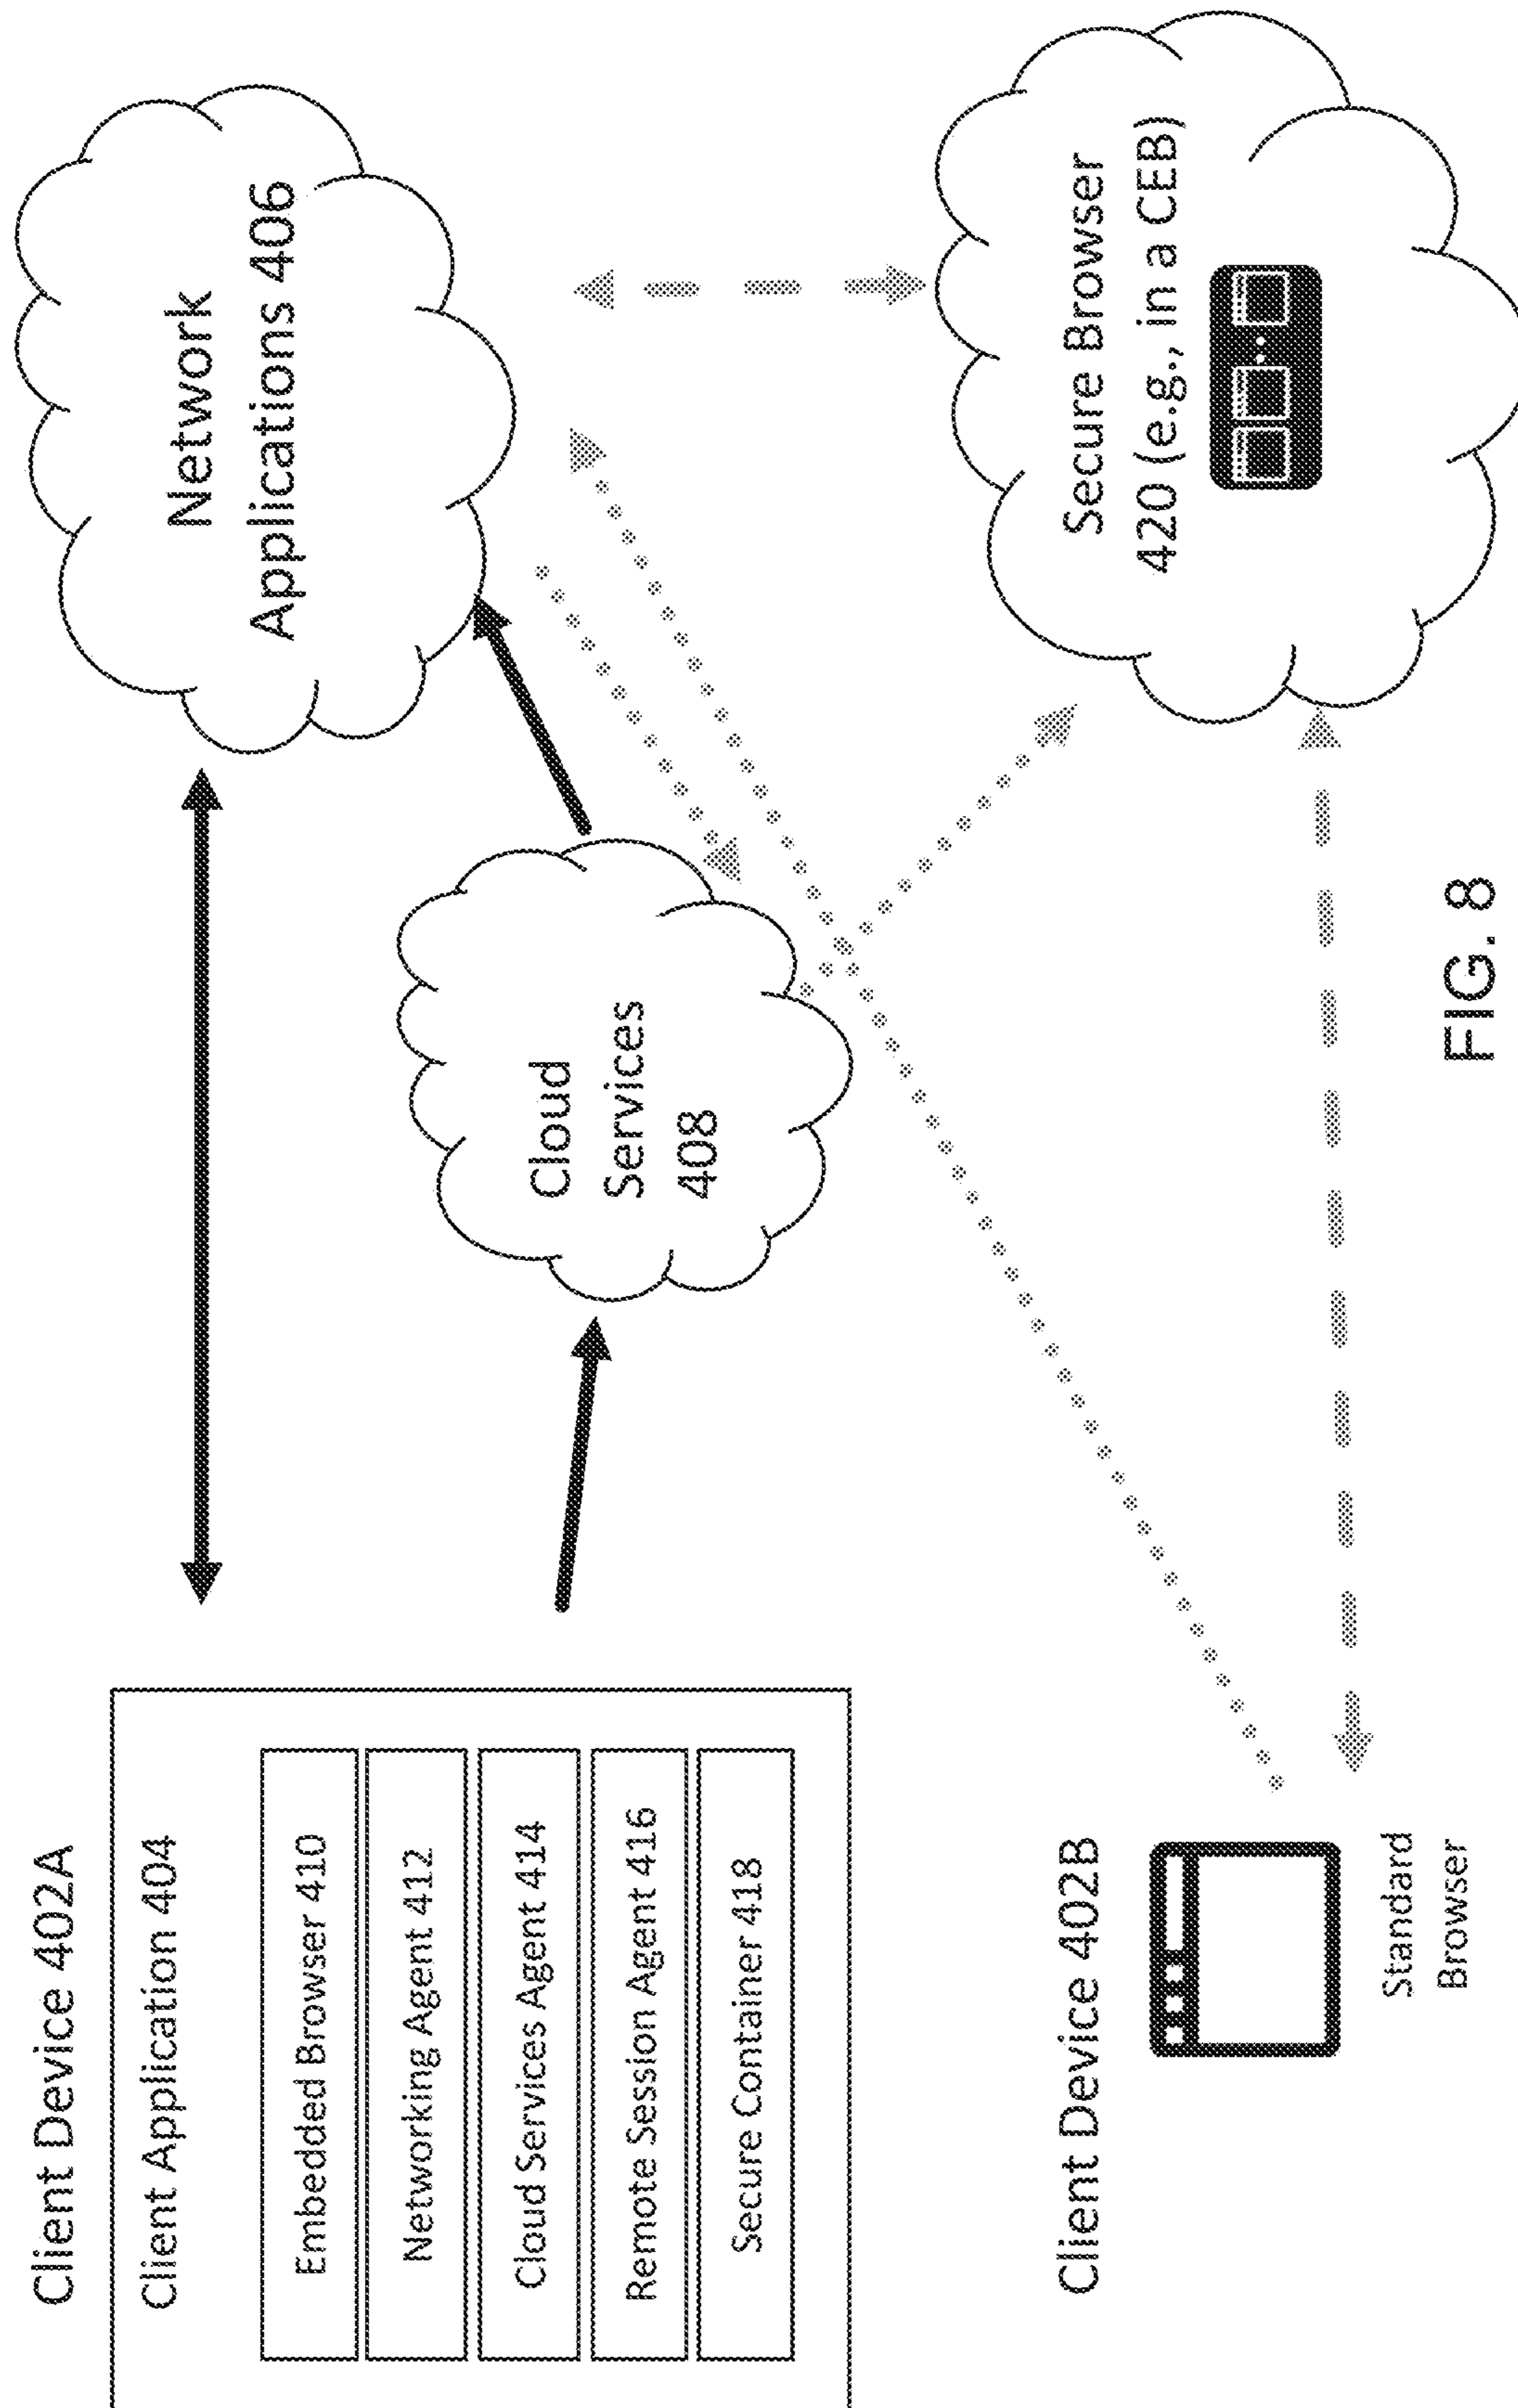 Client Device 402A
Client Application 404
Embedded Browser 410
Networking Agent 412
Cloud Services Agent 414
Remote Session Agent 416
Secure Container 418
Network
Applications 406
Cloud
Services
408
Client Device 402B
Standard
Browser
Secure Browser
420 (e.g., in a CEB)
FIG. 8